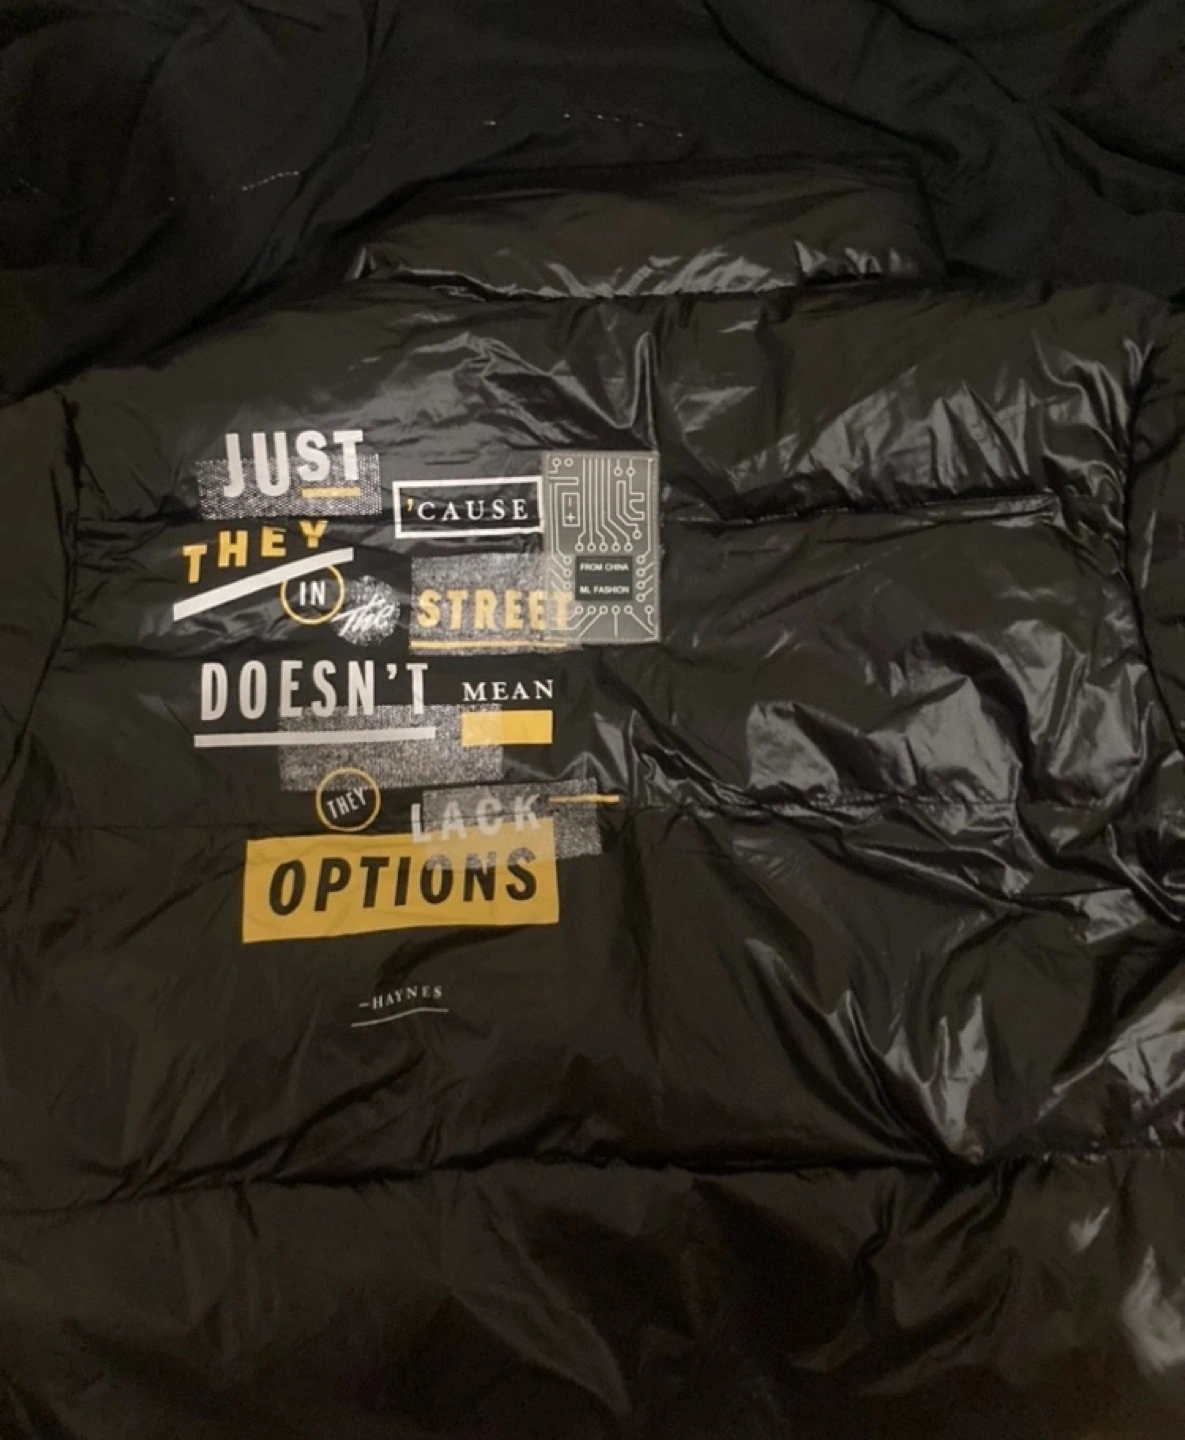 JUST
'CAUSE
THEY
IN the STREET
DOESN'T MEAN
THEY LACK
OPTIONS
–HAYNES
FROM CHINA
ML FASHION